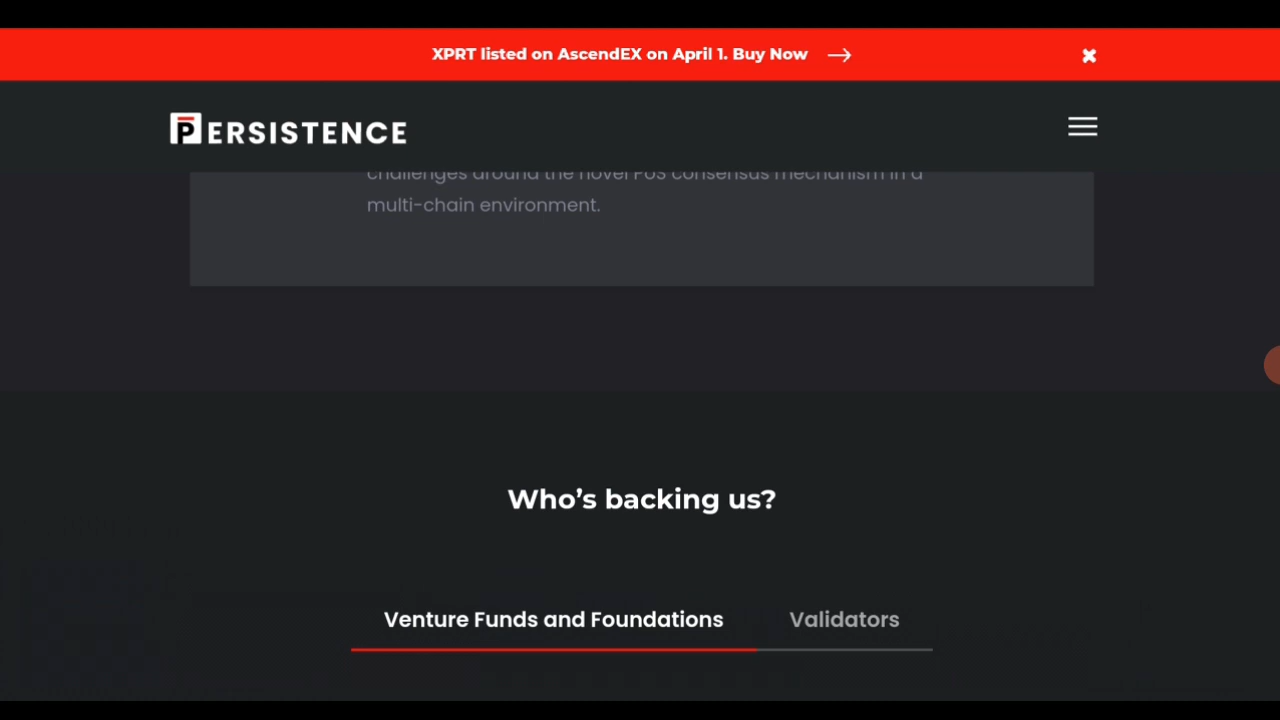 XPRT listed on AscendEX on April 1. Buy Now
PERSISTENCE
challenges around the novel PoS consensus mechanism in a
multi-chain environment.
Who's backing us?
Venture Funds and Foundations
Validators